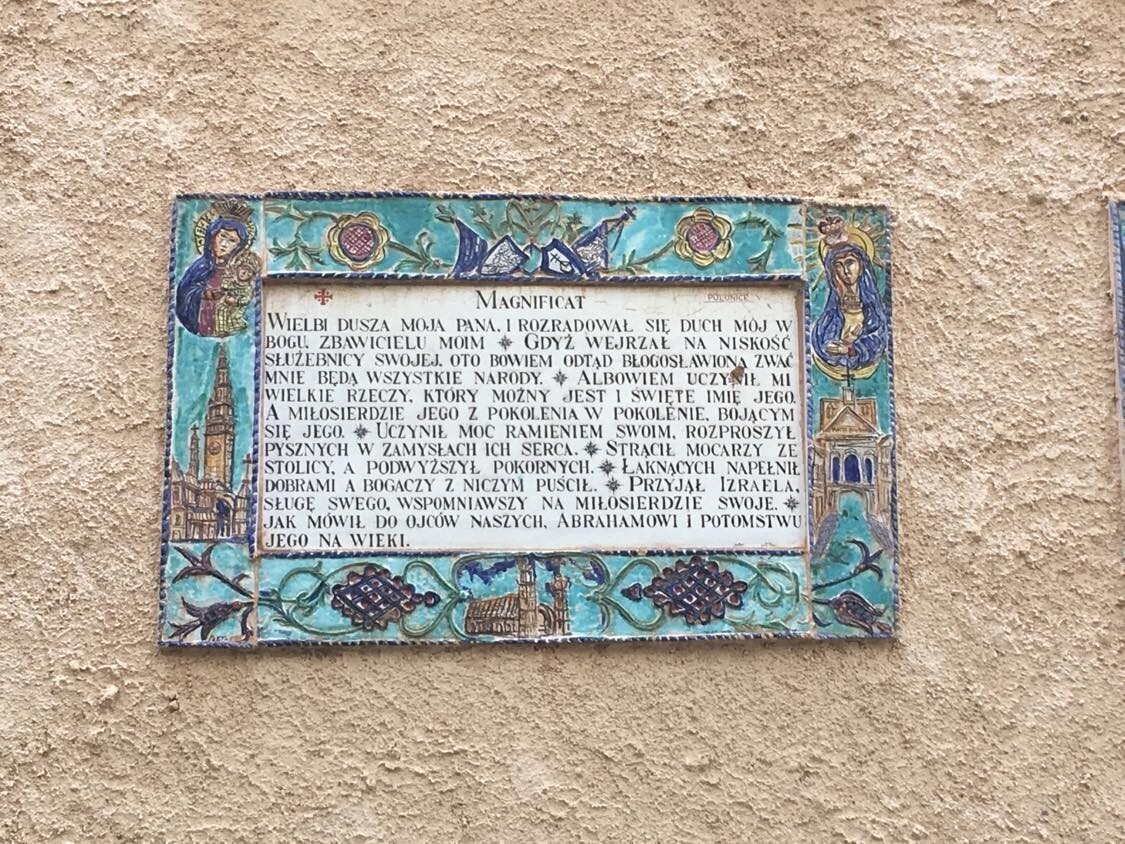 MAGNIFICAT
POLONICE
WIELBI DUSZA MOJA PANA, I ROZRADOWAŁ SIĘ DUCH MÓJ W
BOGU, ZBAWICIELU MOIM ✴ GDYŻ WEJRZAŁ NA NISKOŚĆ
SŁUŻEBNICY SWOJEJ, OTO BOWIEM ODTĄD BŁOGOSŁAWIONĄ ZWAĆ
MNIE BĘDĄ WSZYSTKIE NARODY. ✴ ALBOWIEM UCZYNIŁ MI
WIELKIE RZECZY, KTÓRY MOŻNY JEST I ŚWIĘTE IMIĘ JEGO.
A MIŁOSIERDZIE JEGO Z POKOLENIA W POKOLENIE, BOJĄCYM
SIĘ JEGO. ✴ UCZYNIŁ MOC RAMIENIEM SWOIM, ROZPROSZYŁ
PYSZNYCH W ZAMYSŁACH ICH SERCA. ✴ STRĄCIŁ MOCARZY ZE
STOLICY, A PODWYŻSZYŁ POKORNYCH. ✴ ŁAKNĄCYCH NAPEŁNIŁ
DOBRAMI A BOGACZY Z NICZYM PUŚCIŁ. ✴ PRZYJĄŁ IZRAELA,
SŁUGĘ SWEGO, WSPOMNIAWSZY NA MIŁOSIERDZIE SWOJE. ✴
JAK MÓWIŁ DO OJCÓW NASZYCH, ABRAHAMOWI I POTOMSTWU
JEGO NA WIEKI.